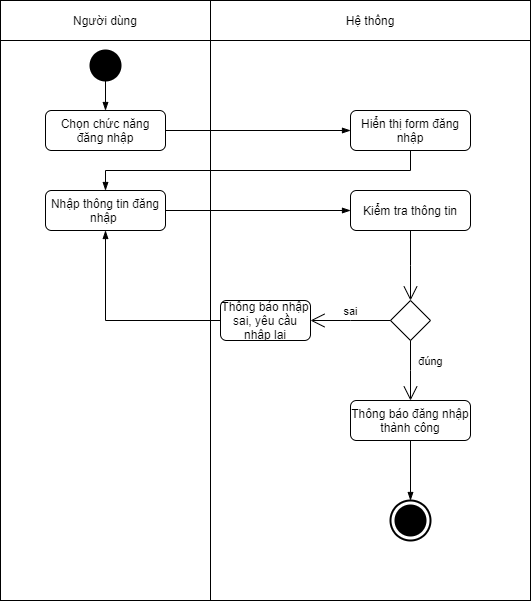 Người dùng
Hệ thống
Chọn chức năng
đăng nhập
Hiển thị form đăng
nhập
Nhập thông tin đăng
nhập
Kiểm tra thông tin
Thông báo nhập
sai, yêu cầu
nhập lại
sai
đúng
Thông báo đăng nhập
thành công